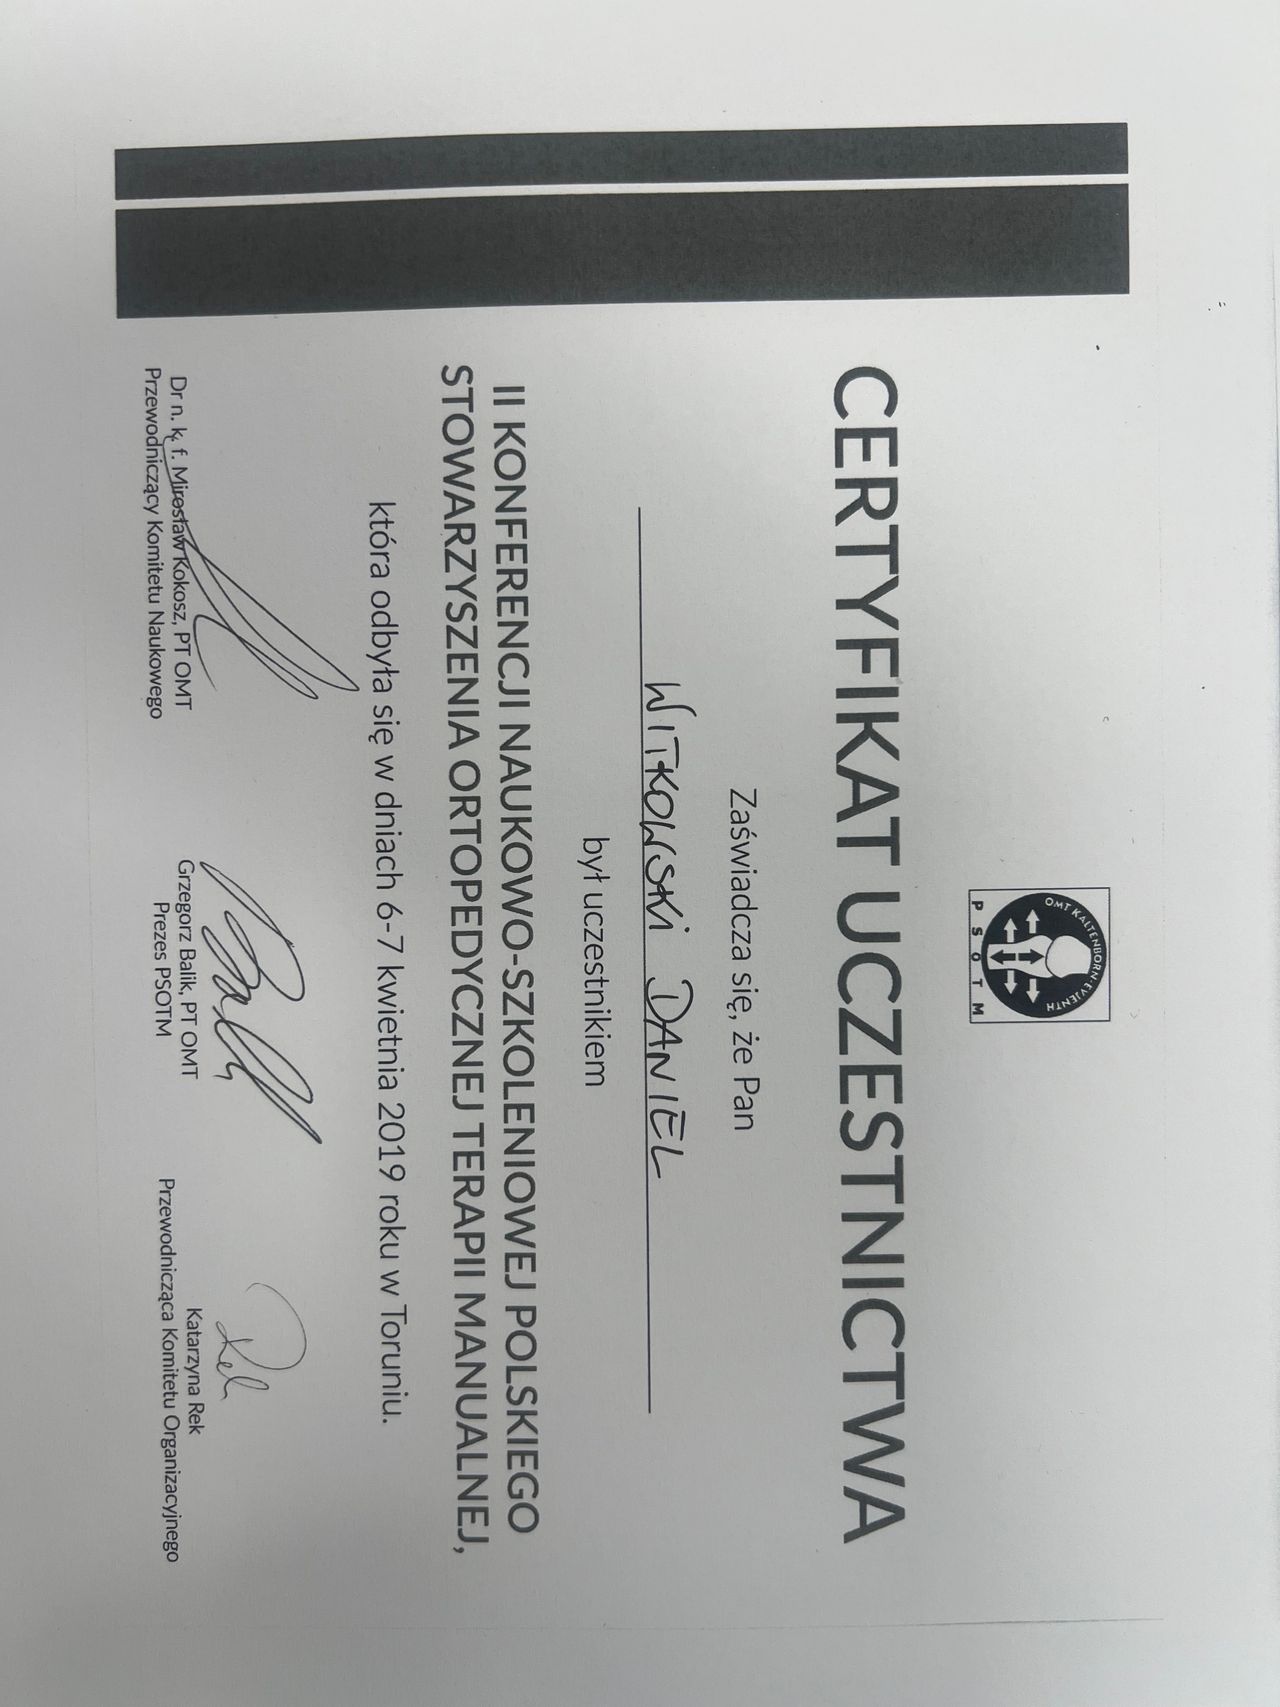 OMT KALTENBORN-EVJENTH
PSOTM
CERTYFIKAT UCZESTNICTWA
Zaświadcza się, że Pan
WITKOWSKI DANIEL
był uczestnikiem
II KONFERENCJI NAUKOWO-SZKOLENIOWEJ POLSKIEGO
STOWARZYSZENIA ORTOPEDYCZNEJ TERAPII MANUALNEJ,
która odbyła się w dniach 6-7 kwietnia 2019 roku w Toruniu.
Dr n. k. f. Mirosław Kokosz, PT OMT
Przewodniczący Komitetu Naukowego
Grzegorz Balik, PT OMT
Prezes PSOTM
Katarzyna Rek
Przewodnicząca Komitetu Organizacyjnego